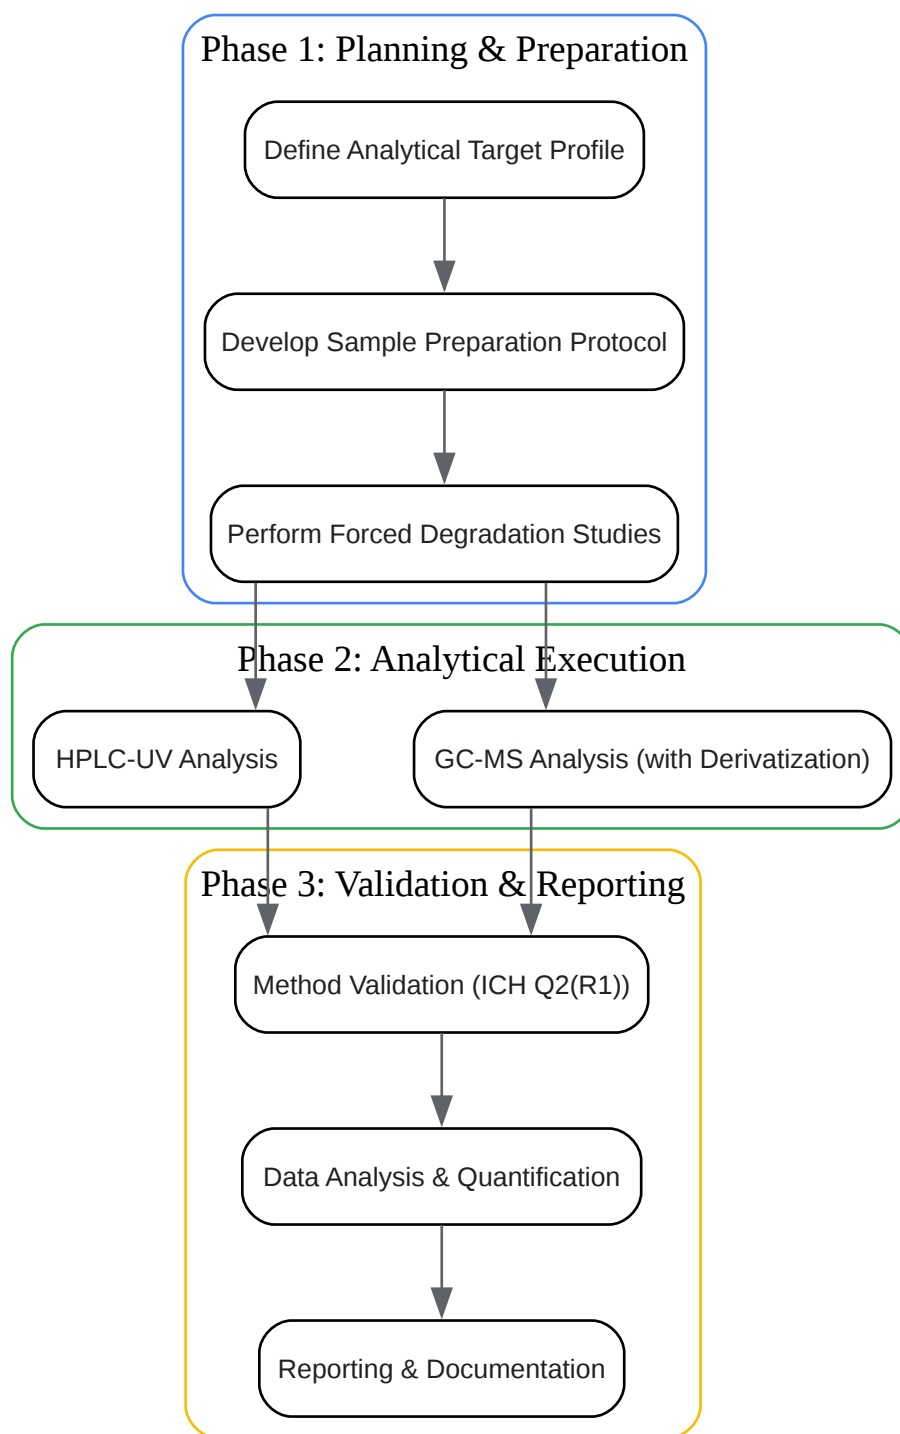 Phase 1: Planning & Preparation
Define Analytical Target Profile
Develop Sample Preparation Protocol
Perform Forced Degradation Studies
Phase 2: Analytical Execution
HPLC-UV Analysis
GC-MS Analysis (with Derivatization)
Phase 3: Validation & Reporting
Method Validation (ICH Q2(R1))
Data Analysis & Quantification
Reporting & Documentation